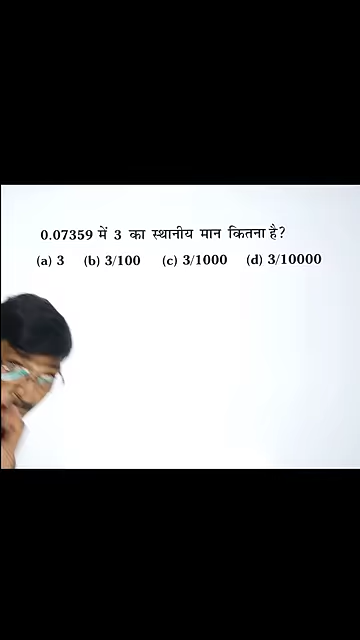 0.07359 में 3 का स्थानीय मान कितना है?
(a) 3 (b) 3/100 (c) 3/1000 (d) 3/10000